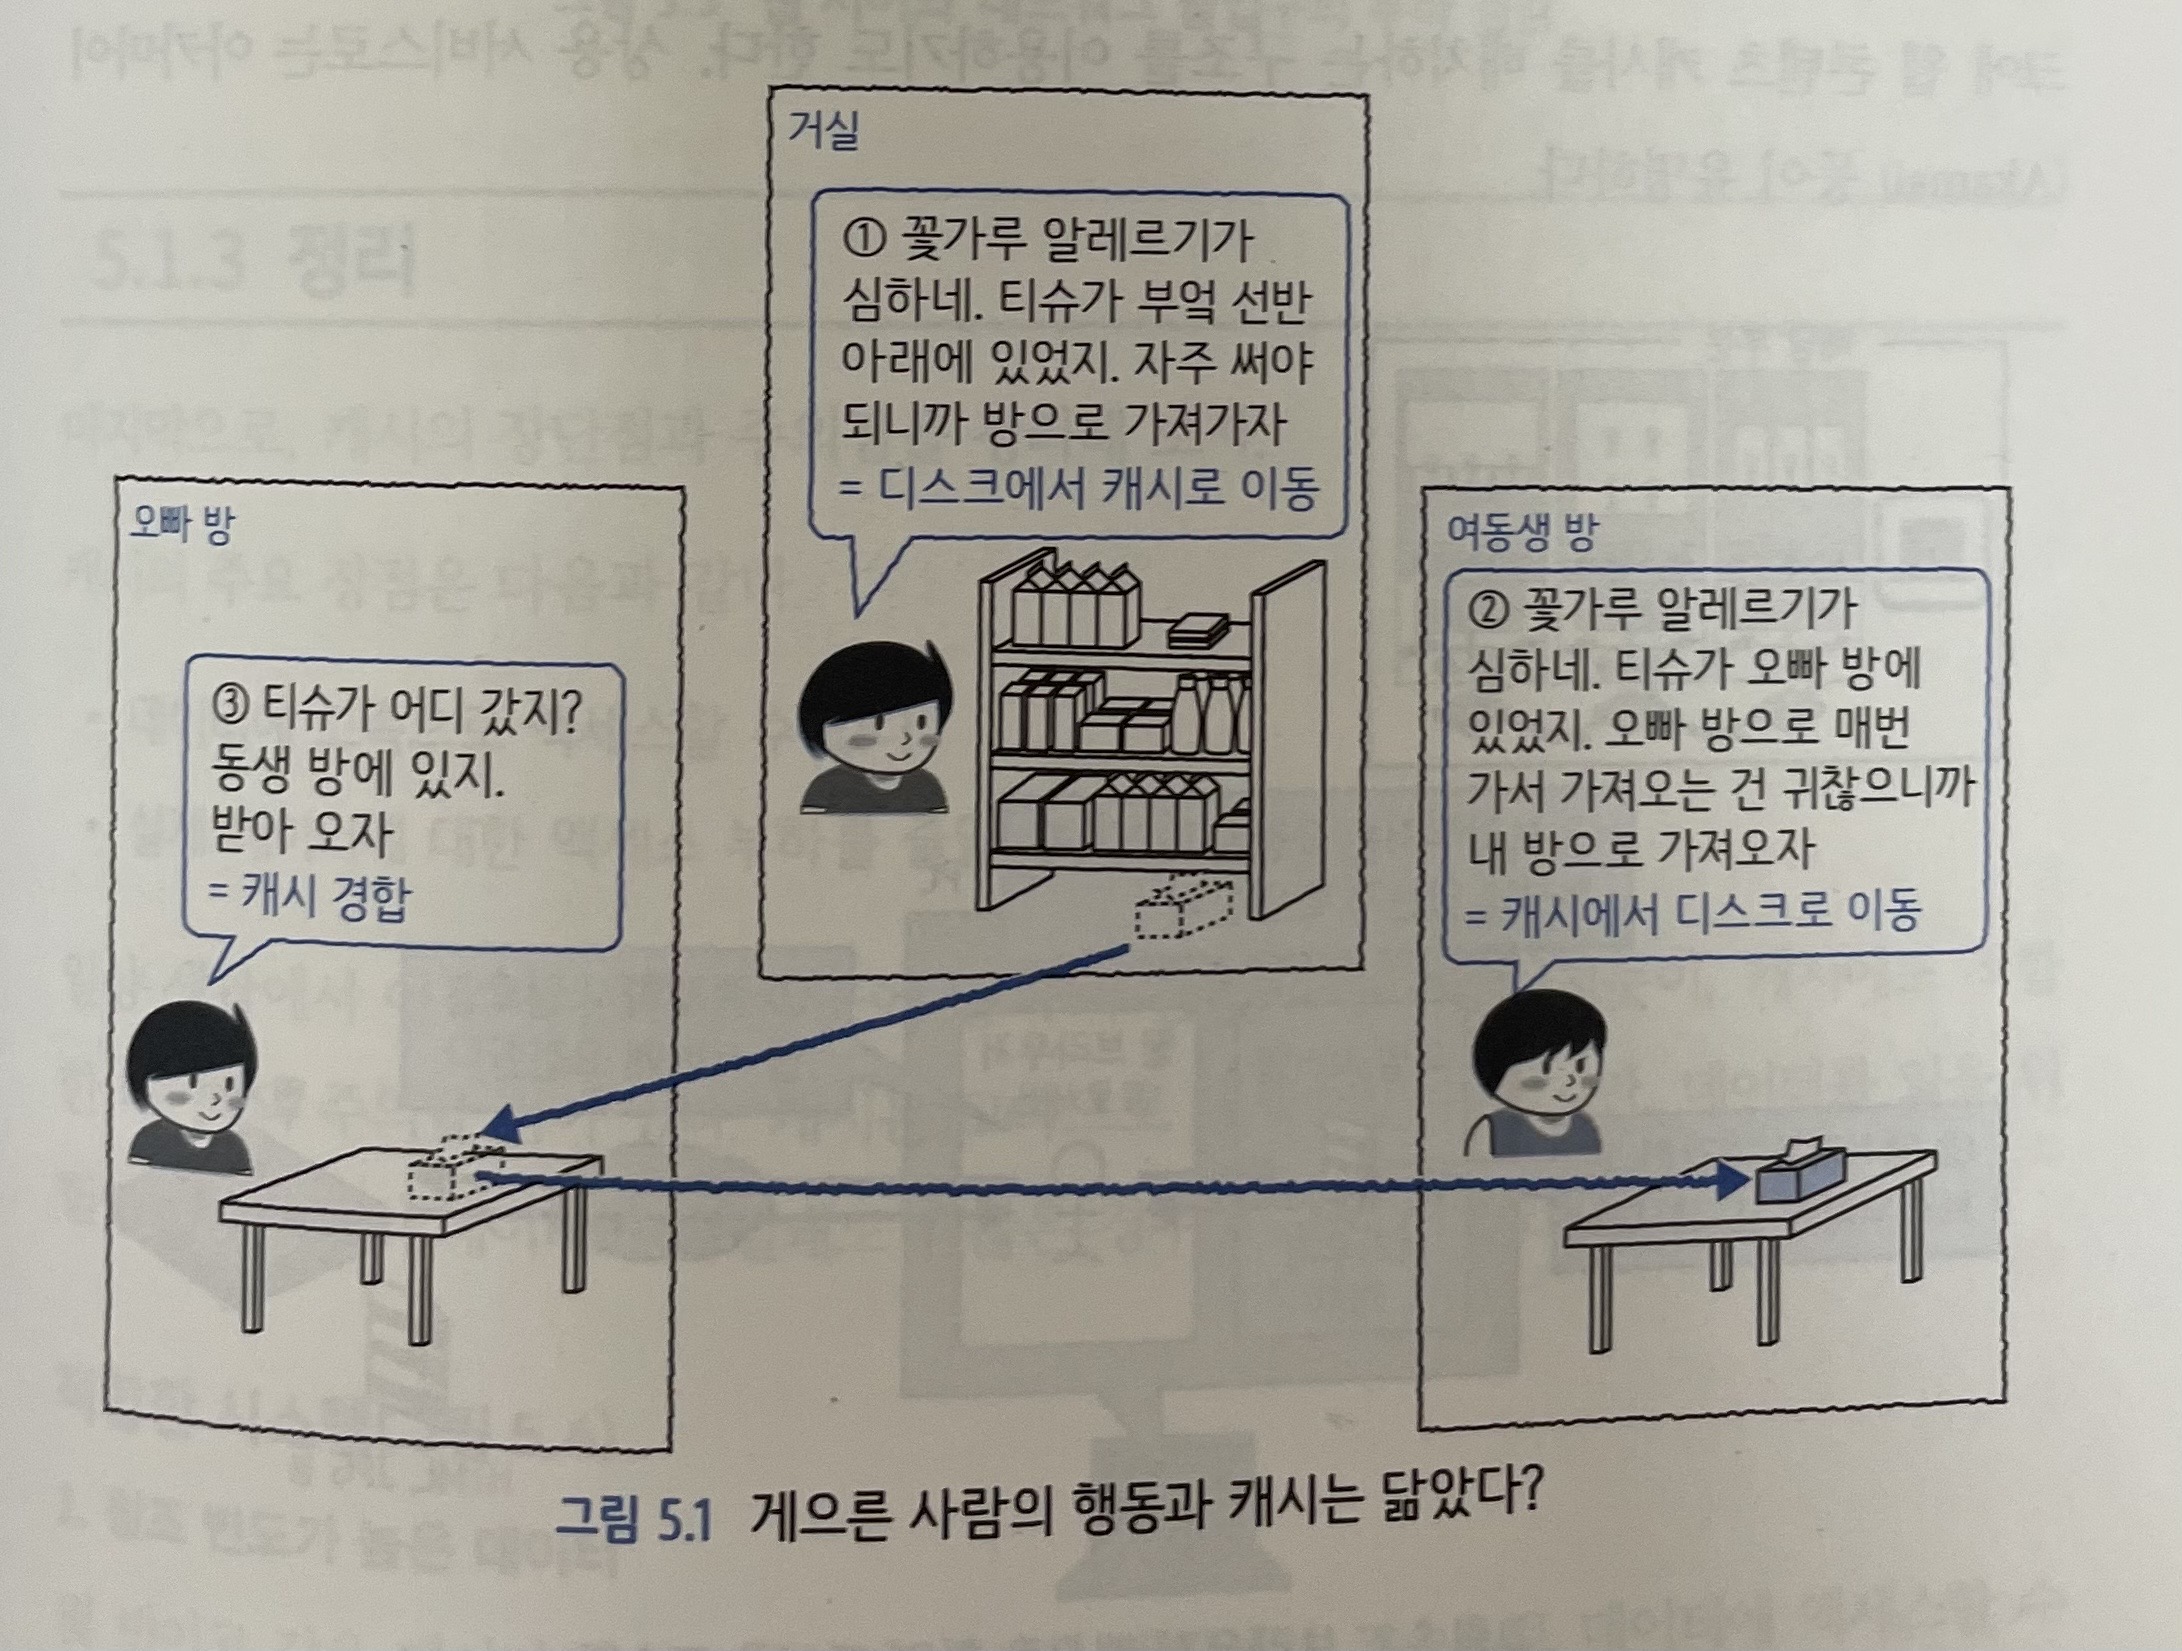 거실
① 꽃가루 알레르기가
심하네. 티슈가 부엌 선반
아래에 있었지. 자주 써야
되니까 방으로 가져가자
= 디스크에서 캐시로 이동
오빠 방
③ 티슈가 어디 갔지?
동생 방에 있지.
받아 오자
= 캐시 경합
여동생 방
② 꽃가루 알레르기가
심하네. 티슈가 오빠 방에
있었지. 오빠 방으로 매번
가서 가져오는 건 귀찮으니까
내 방으로 가져오자
= 캐시에서 디스크로 이동
그림 5.1 게으른 사람의 행동과 캐시는 닮았다?